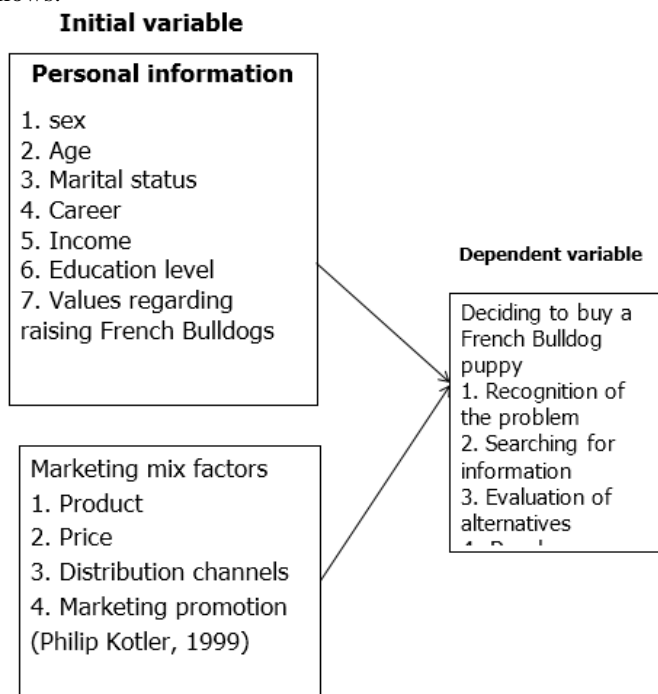 Initial variable
Personal information
1. sex
2. Age
3. Marital status
4. Career
5. Income
6. Education level
7. Values regarding
raising French Bulldogs
Marketing mix factors
1. Product
2. Price
3. Distribution channels
4. Marketing promotion
(Philip Kotler, 1999)
Dependent variable
Deciding to buy a
French Bulldog
puppy
1. Recognition of
the problem
2. Searching for
information
3. Evaluation of
alternatives